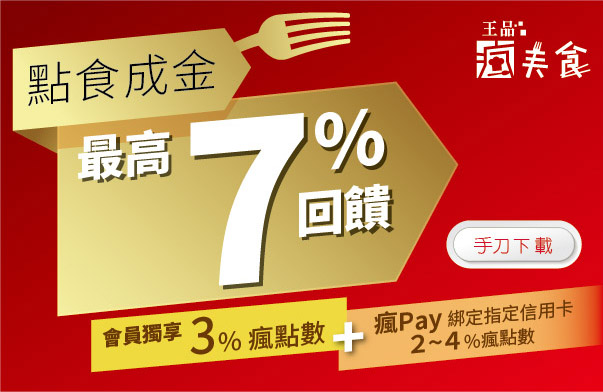 王品
瘋美食
點食成金
最高7%
回饋
手刀下載
會員獨享 3% 瘋點數
+
瘋Pay 綁定指定信用卡
2~4%瘋點數